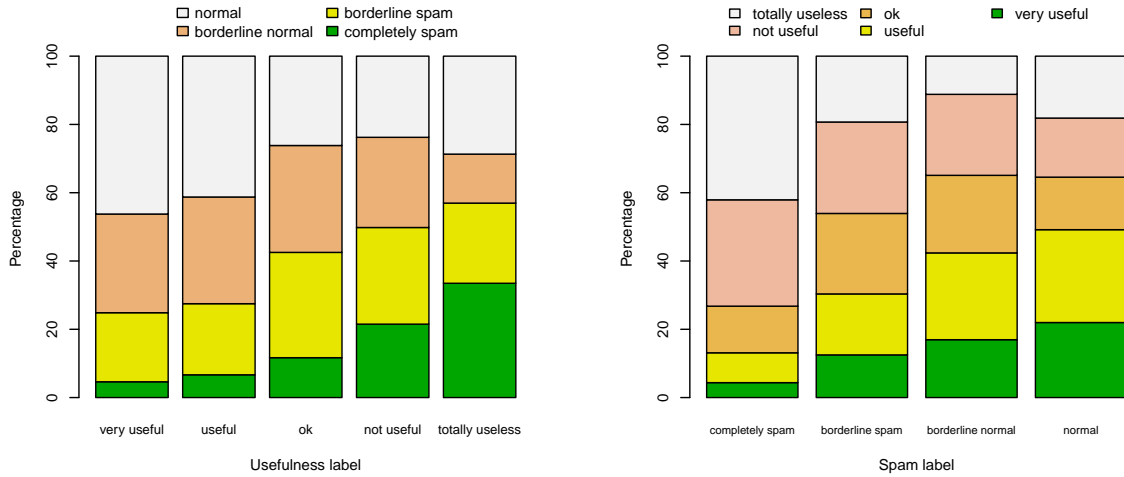 normal
borderline spam
borderline normal
completely spam
Percentage
0
20
40
60
80
100
very useful
useful
ok
not useful
totally useless
Usefulness label
totally useless
ok
very useful
not useful
useful
Percentage
0
20
40
60
80
100
completely spam
borderline spam
borderline normal
normal
Spam label